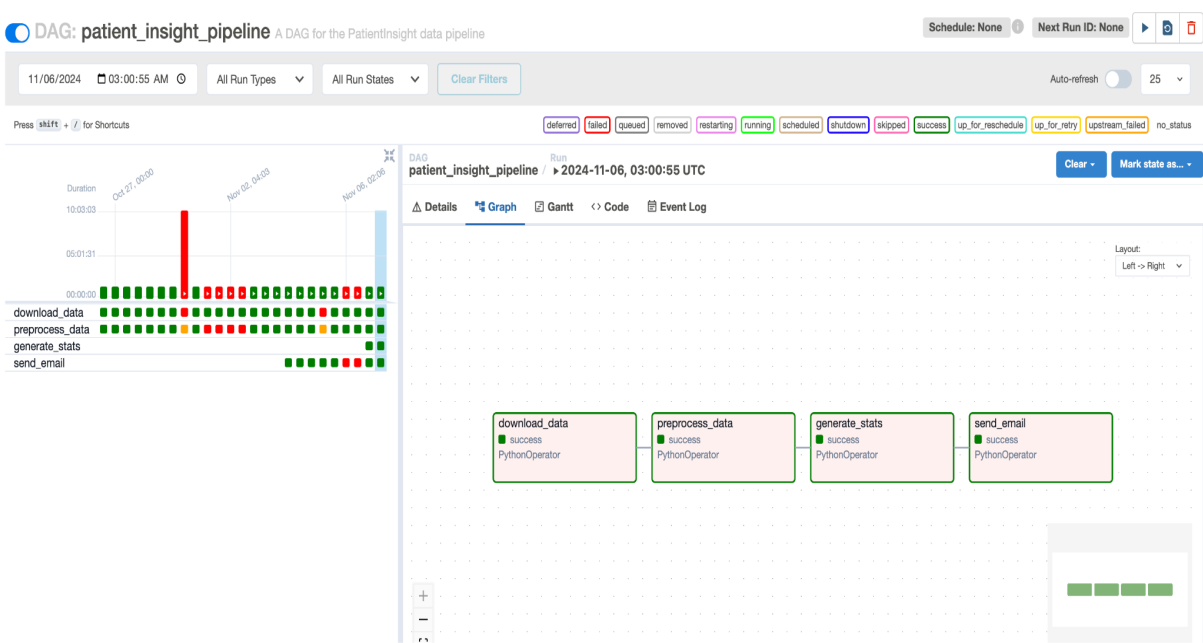 DAG: patient_insight_pipeline A DAG for the PatientInsight data pipeline
Schedule: None
Next Run ID: None
11/06/2024 03:00:55 AM
All Run Types
All Run States
Clear Filters
Auto-refresh
25
Press shift + / for Shortcuts
deferred failed queued removed restarting running scheduled shutdown skipped success up_for_reschedule up_for_retry upstream_failed no_status
DAG
patient_insight_pipeline /
Run
2024-11-06, 03:00:55 UTC
Clear
Mark state as...
Details
Graph
Gantt
Code
Event Log
Layout:
Left -> Right
Duration
Oct 27, 00:00
Nov 02, 04:03
Nov 06, 02:06
10:03:03
05:01:31
00:00:00
download_data
preprocess_data
generate_stats
send_email
download_data
success
PythonOperator
preprocess_data
success
PythonOperator
generate_stats
success
PythonOperator
send_email
success
PythonOperator